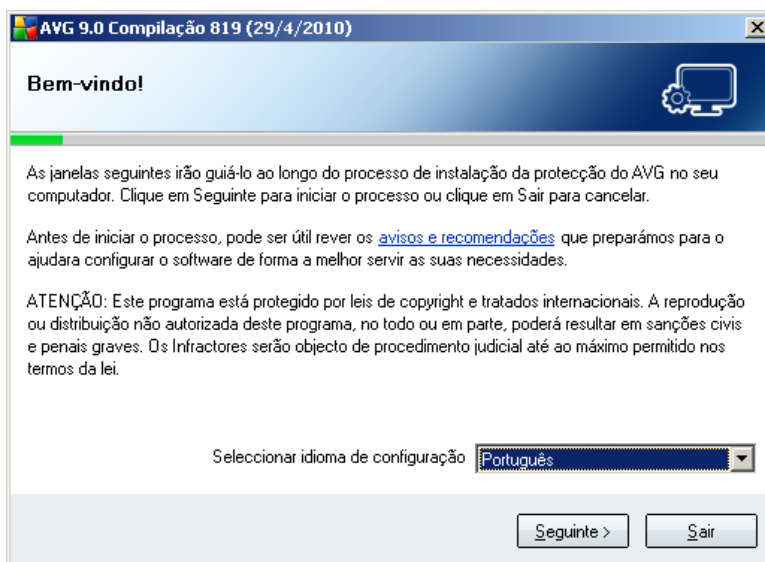 AVG 9.0 Compilação 819 (29/4/2010)
Bem-vindo!
As janelas seguintes irão guiá-lo ao longo do processo de instalação da protecção do AVG no seu
computador. Clique em Seguinte para iniciar o processo ou clique em Sair para cancelar.
Antes de iniciar o processo, pode ser útil rever os avisos e recomendações que preparámos para o
ajudara configurar o software de forma a melhor servir as suas necessidades.
ATENÇÃO: Este programa está protegido por leis de copyright e tratados internacionais. A reprodução
ou distribuição não autorizada deste programa, no todo ou em parte, poderá resultar em sanções civis
e penais graves. Os Infractores serão objecto de procedimento judicial até ao máximo permitido nos
termos da lei.
Seleccionar idioma de configuração Português
Seguinte > Sair